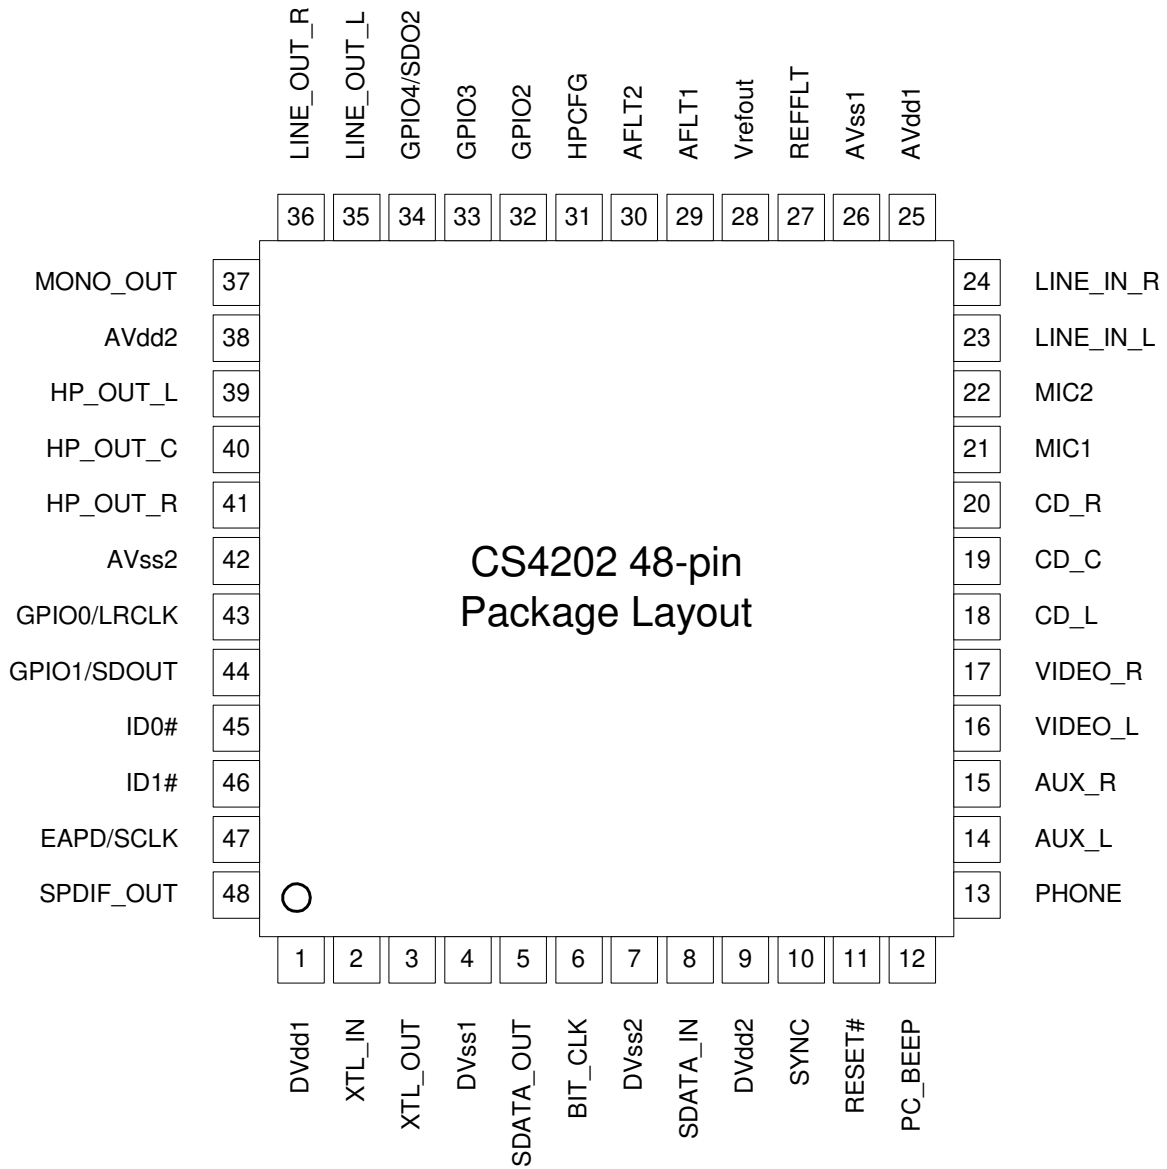 LINE_OUT_R
LINE_OUT_L
GPIO4/SDO2
GPIO3
GPIO2
HPCFG
AFLT2
AFLT1
Vrefout
REFFLT
AVss1
AVdd1
36 35 34 33 32 31 30 29 28 27 26 25
MONO_OUT 37
AVdd2 38
HP_OUT_L 39
HP_OUT_C 40
HP_OUT_R 41
AVss2 42
GPIO0/LRCLK 43
GPIO1/SDOUT 44
ID0# 45
ID1# 46
EAPD/SCLK 47
SPDIF_OUT 48
CS4202 48-pin
Package Layout
24 LINE_IN_R
23 LINE_IN_L
22 MIC2
21 MIC1
20 CD_R
19 CD_C
18 CD_L
17 VIDEO_R
16 VIDEO_L
15 AUX_R
14 AUX_L
13 PHONE
1 2 3 4 5 6 7 8 9 10 11 12
DVdd1
XTL_IN
XTL_OUT
DVss1
SDATA_OUT
BIT_CLK
DVss2
SDATA_IN
DVdd2
SYNC
RESET#
PC_BEEP